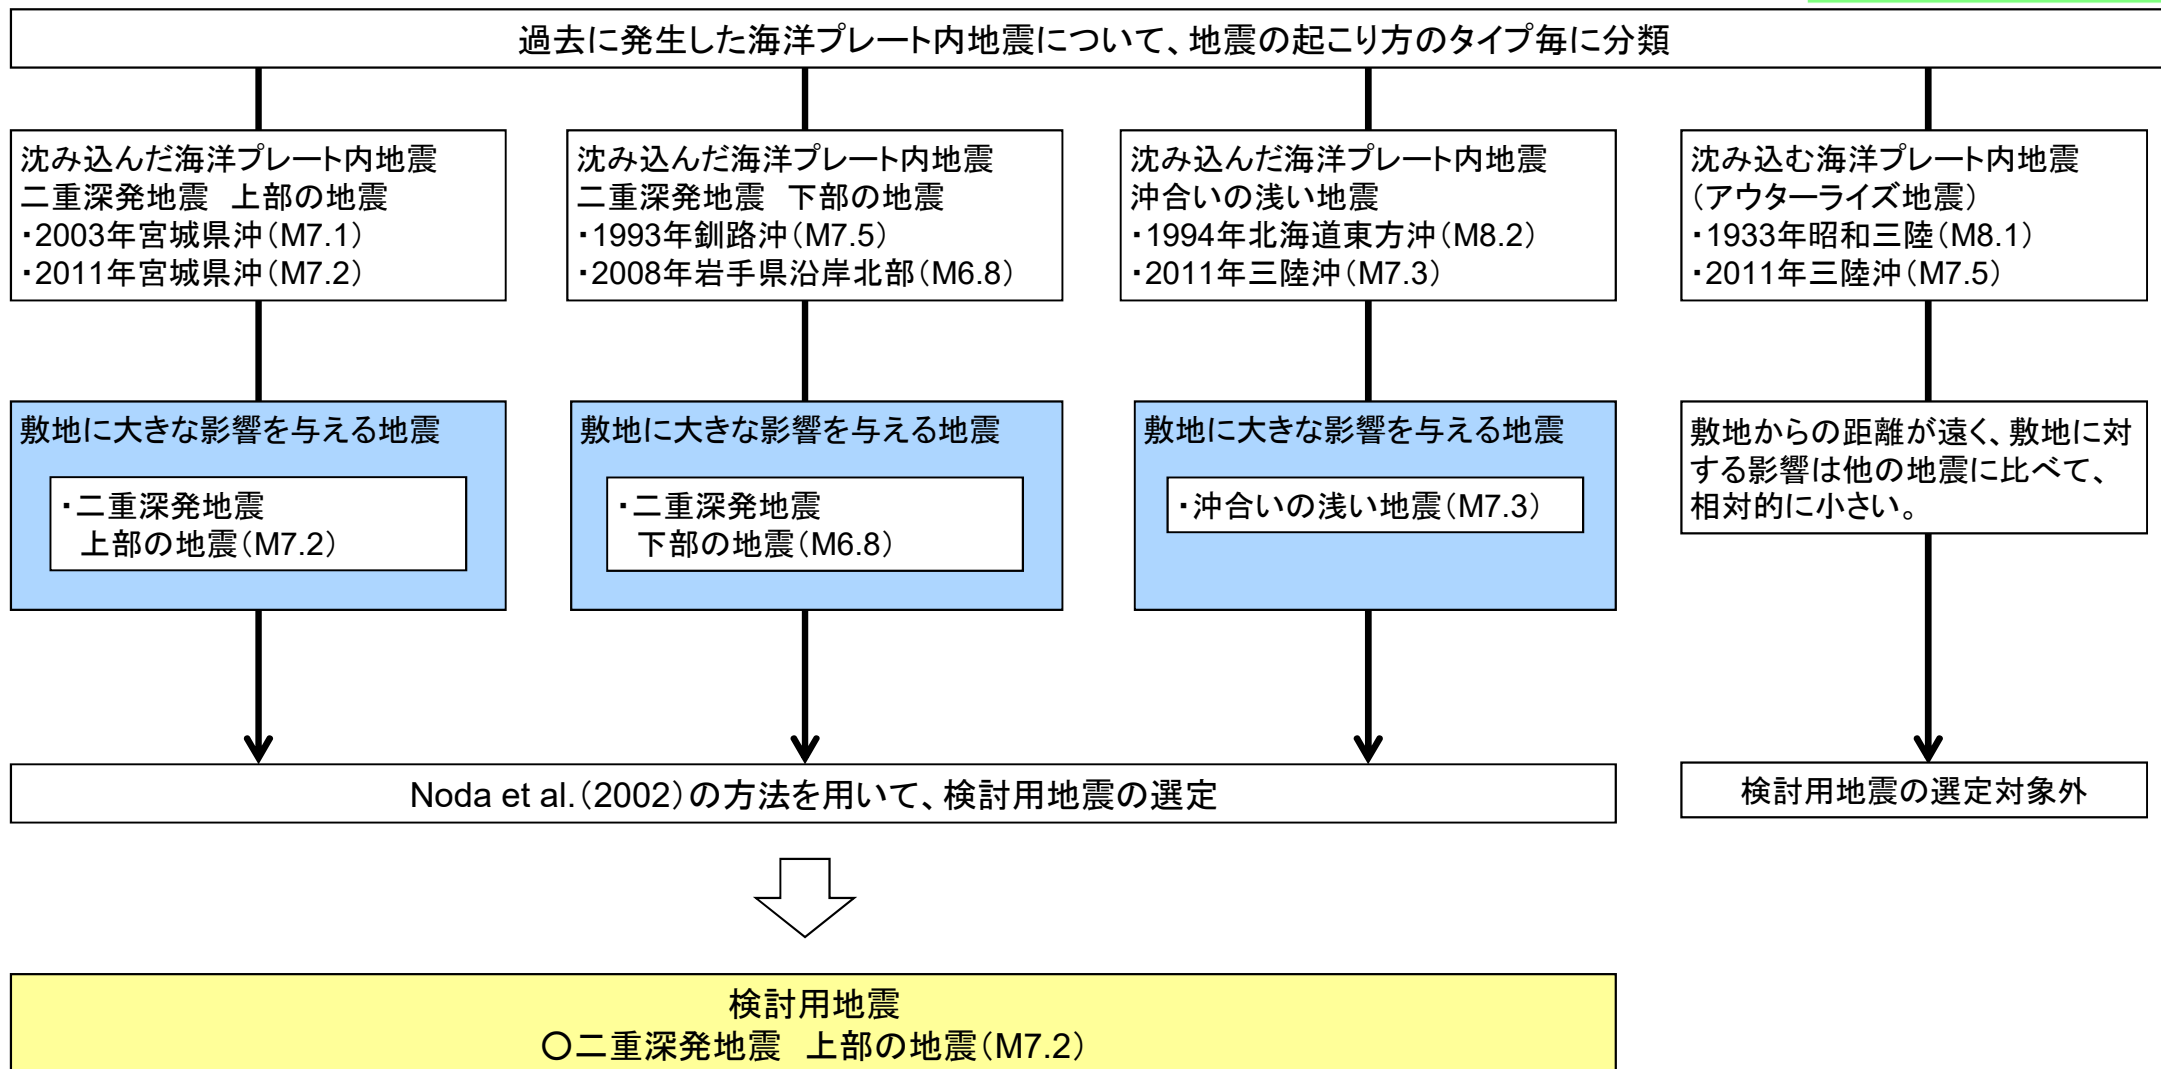 過去に発生した海洋プレート内地震について、地震の起こり方のタイプ毎に分類
沈み込んだ海洋プレート内地震
二重深発地震　上部の地震
・2003年宮城県沖（M7.1）
・2011年宮城県沖（M7.2）
沈み込んだ海洋プレート内地震
二重深発地震　下部の地震
・1993年釧路沖（M7.5）
・2008年岩手県沿岸北部（M6.8）
沈み込んだ海洋プレート内地震
沖合いの浅い地震
・1994年北海道東方沖（M8.2）
・2011年三陸沖（M7.3）
沈み込む海洋プレート内地震
（アウターライズ地震）
・1933年昭和三陸（M8.1）
・2011年三陸沖（M7.5）
敷地に大きな影響を与える地震
・二重深発地震
上部の地震（M7.2）
敷地に大きな影響を与える地震
・二重深発地震
下部の地震（M6.8）
敷地に大きな影響を与える地震
・沖合いの浅い地震（M7.3）
敷地からの距離が遠く、敷地に対
する影響は他の地震に比べて、
相対的に小さい。
Noda et al.（2002）の方法を用いて、検討用地震の選定
検討用地震の選定対象外
検討用地震
○二重深発地震　上部の地震（M7.2）